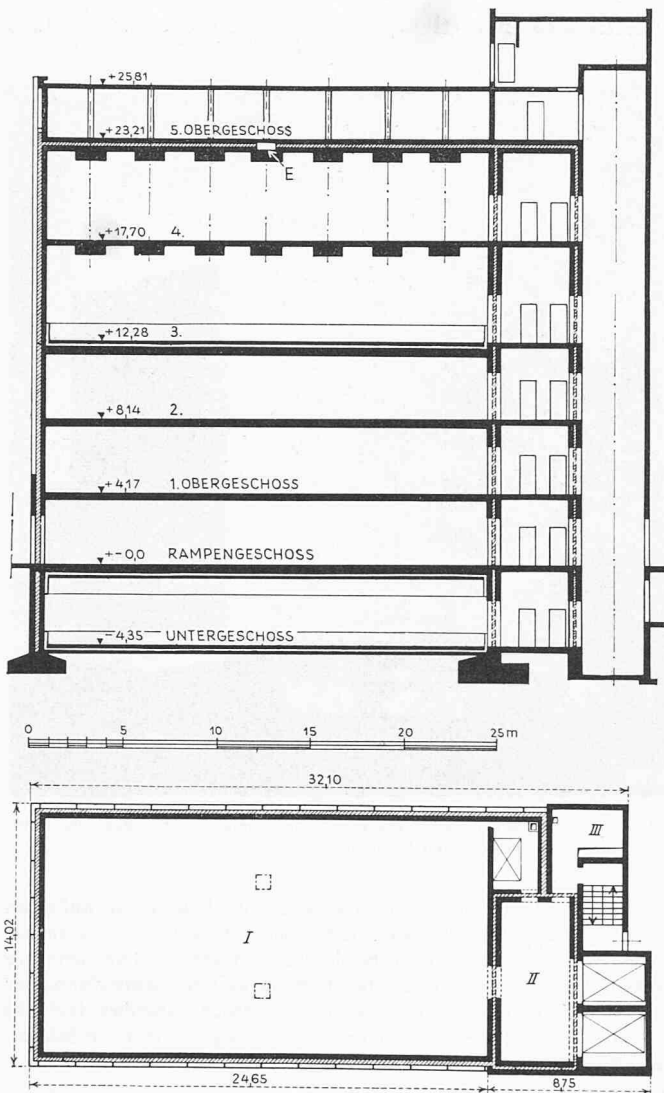 +25,81
+23,21 5.OBERGESCHOSS
E
+17,70 4.
+12,28 3.
+8,14 2.
+4,17 1.OBERGESCHOSS
+-0,0 RAMPENGESCHOSS
-4,35 UNTERGESCHOSS
0 5 10 15 20 25 m
32,10
III
14,02
I
II
24,65 8,75